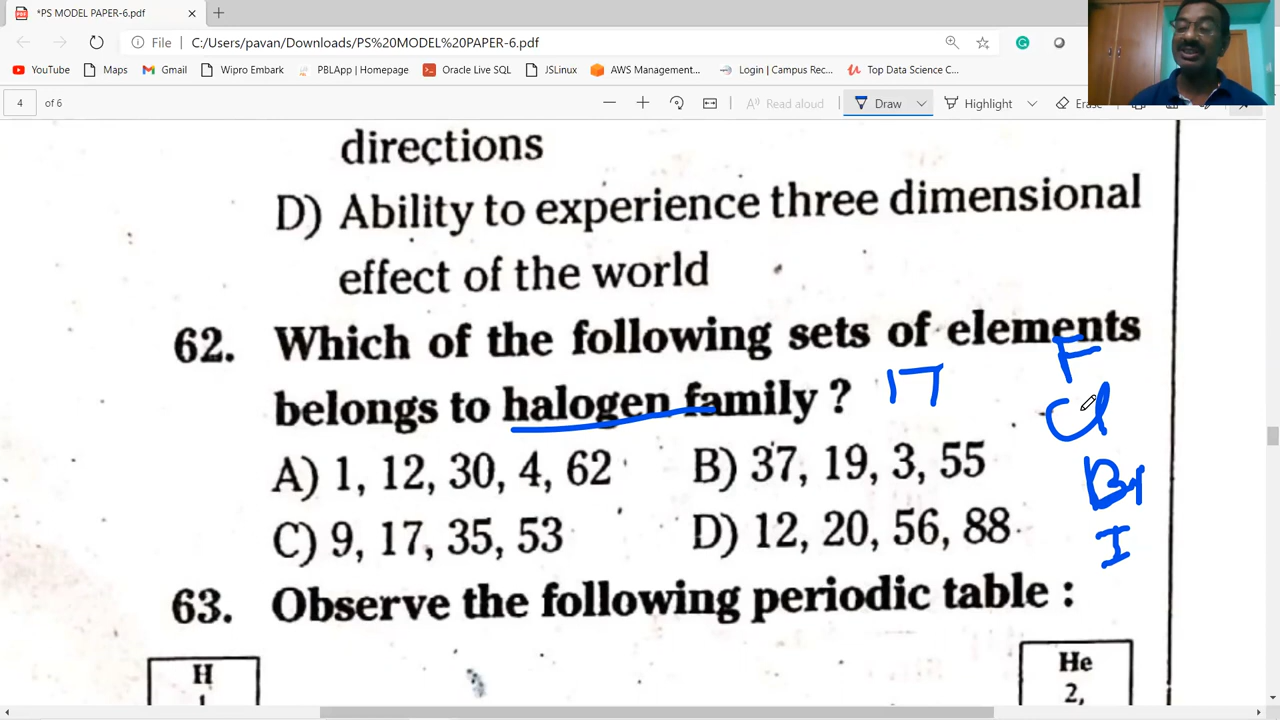 *PS MODEL PAPER-6.pdf
File C:/Users/pavan/Downloads/PS%20MODEL%20PAPER-6.pdf
YouTube Maps Gmail Wipro Embark PBLApp | Homepage Oracle Live SQL JSLinux AWS Management... Login | Campus Rec... Top Data Science C...
4 of 6 Read aloud Draw Highlight Erase
directions
D) Ability to experience three dimensional
effect of the world
62. Which of the following sets of elements
belongs to halogen family ? 17
F
Cl
Br
I
A) 1, 12, 30, 4, 62 B) 37, 19, 3, 55
C) 9, 17, 35, 53 D) 12, 20, 56, 88
63. Observe the following periodic table :
H
1
He
2,